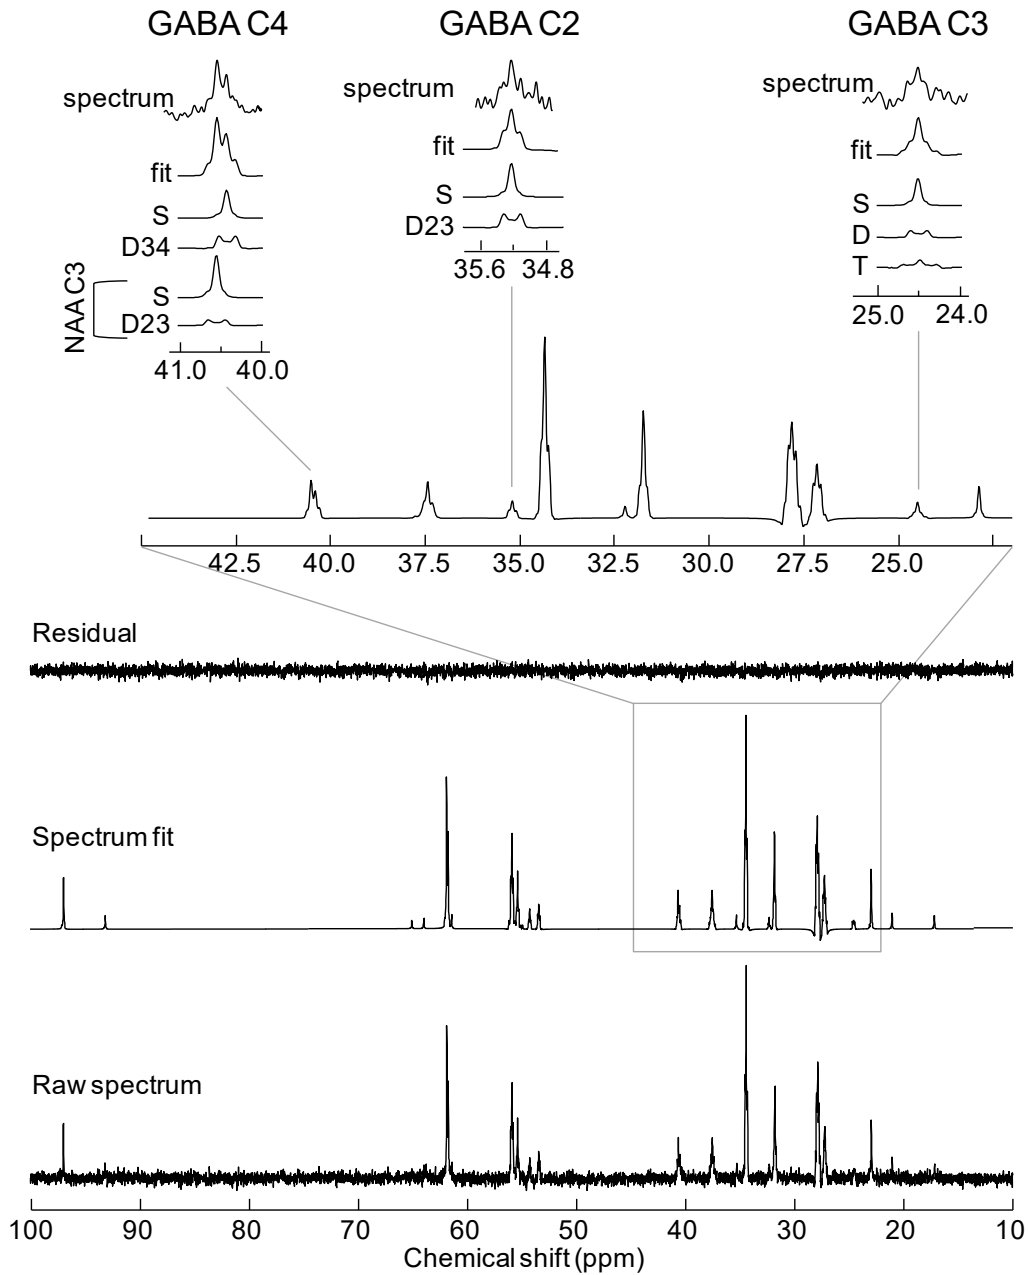 GABA C4
GABA C2
GABA C3
spectrum
spectrum
spectrum
fit
fit
fit
S
S
S
D34
D23
D
T
NAA C3
S
D23
41.0 40.0
35.6 34.8
25.0 24.0
42.5 40.0 37.5 35.0 32.5 30.0 27.5 25.0
Residual
Spectrum fit
Raw spectrum
100 90 80 70 60 50 40 30 20 10
Chemical shift (ppm)